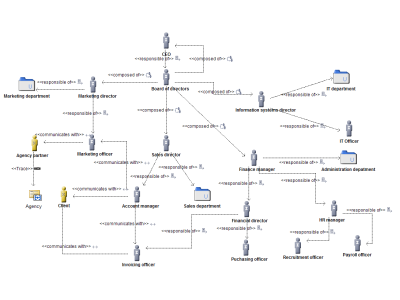 CEO
<<responsible of>>
<<composed of>>
<<responsible of>>
Marketing department
Marketing director
<<composed of>>
Board of directors
<<composed of>>
<<responsible of>>
IT department
Information systems director
<<responsible of>>
<<composed of>>
<<composed of>>
<<responsible of>>
IT Officer
<<communicates with>>
Agency partner
Marketing officer
Sales director
<<responsible of>>
Administration department
Finance manager
<<Trace>>
<<communicates with>>
<<responsible of>>
<<responsible of>>
<<communicates with>>
<<responsible of>>
<<responsible of>>
Agency
Client
Account manager
Sales department
Financial director
HR manager
<<communicates with>>
<<responsible of>>
<<responsible of>>
<<responsible of>>
<<responsible of>>
<<communicates with>>
Invoicing officer
Purchasing officer
Recruitment officer
Payroll officer